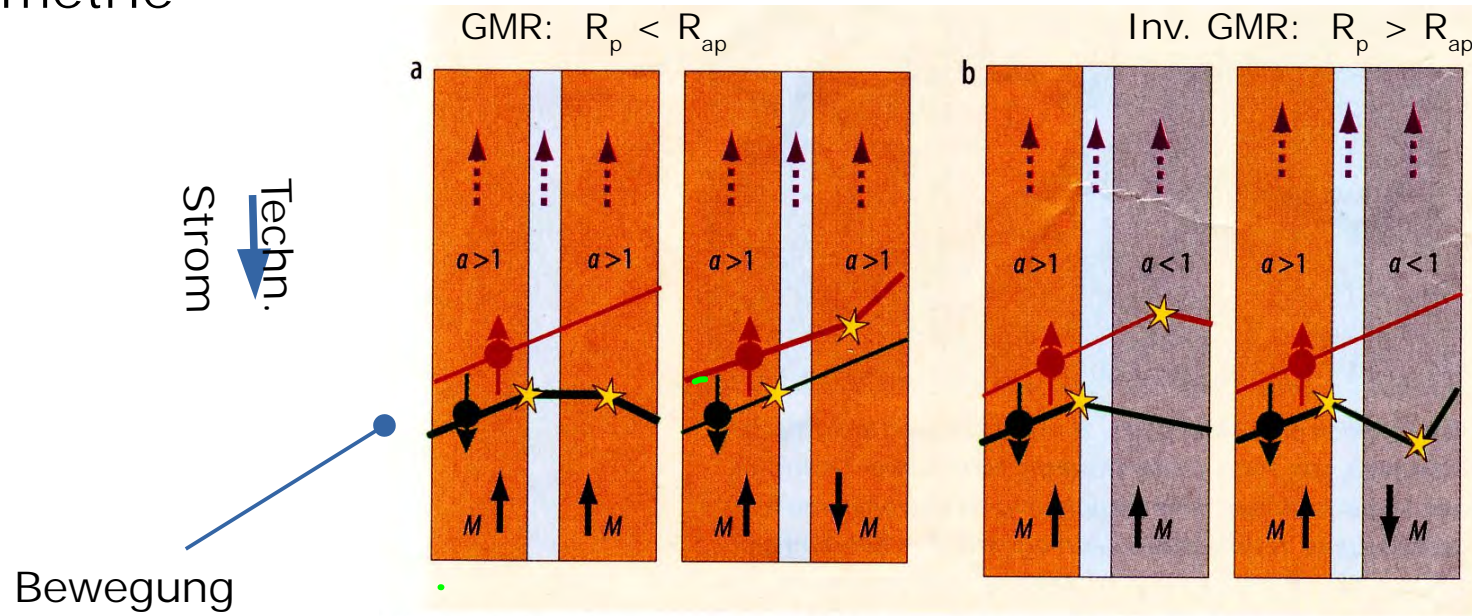 metrie
GMR: Rp < Rap
Inv. GMR: Rp > Rap
a
b
Techn.
Strom
a>1
a>1
a>1
a>1
a>1
a<1
a>1
a<1
M
M
M
M
M
M
M
M
Bewegung